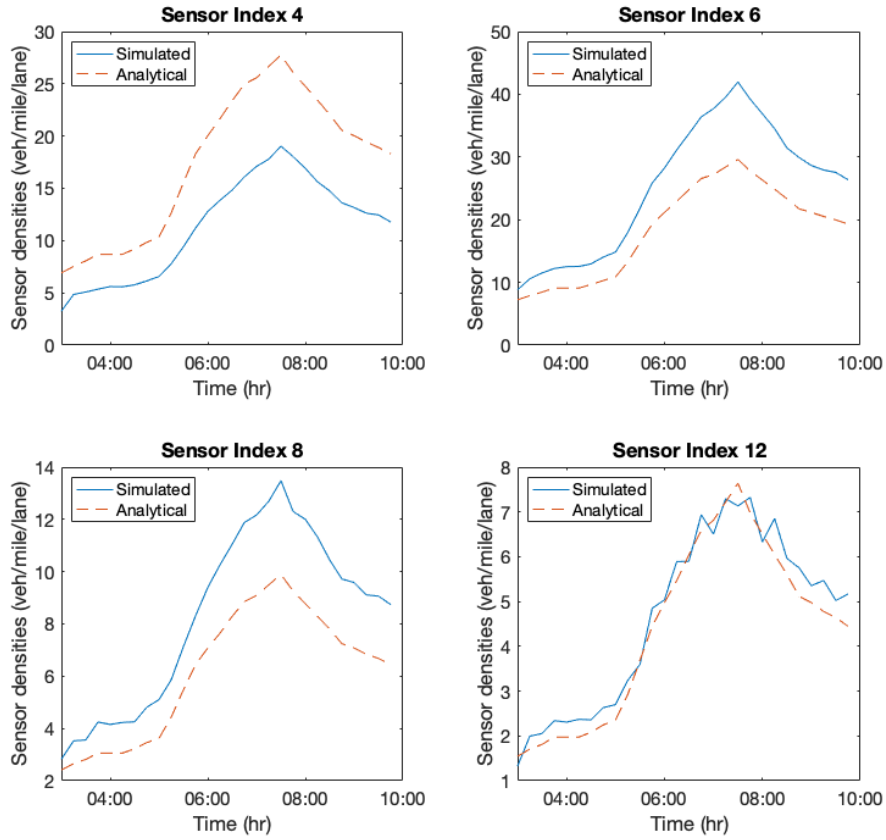 Sensor Index 4
Simulated
Analytical
Sensor densities (veh/mile/lane)
30
25
20
15
10
5
0
04:00 06:00 08:00 10:00
Time (hr)
Sensor Index 6
Simulated
Analytical
Sensor densities (veh/mile/lane)
50
40
30
20
10
0
04:00 06:00 08:00 10:00
Time (hr)
Sensor Index 8
Simulated
Analytical
Sensor densities (veh/mile/lane)
14
12
10
8
6
4
2
04:00 06:00 08:00 10:00
Time (hr)
Sensor Index 12
Simulated
Analytical
Sensor densities (veh/mile/lane)
8
7
6
5
4
3
2
1
04:00 06:00 08:00 10:00
Time (hr)